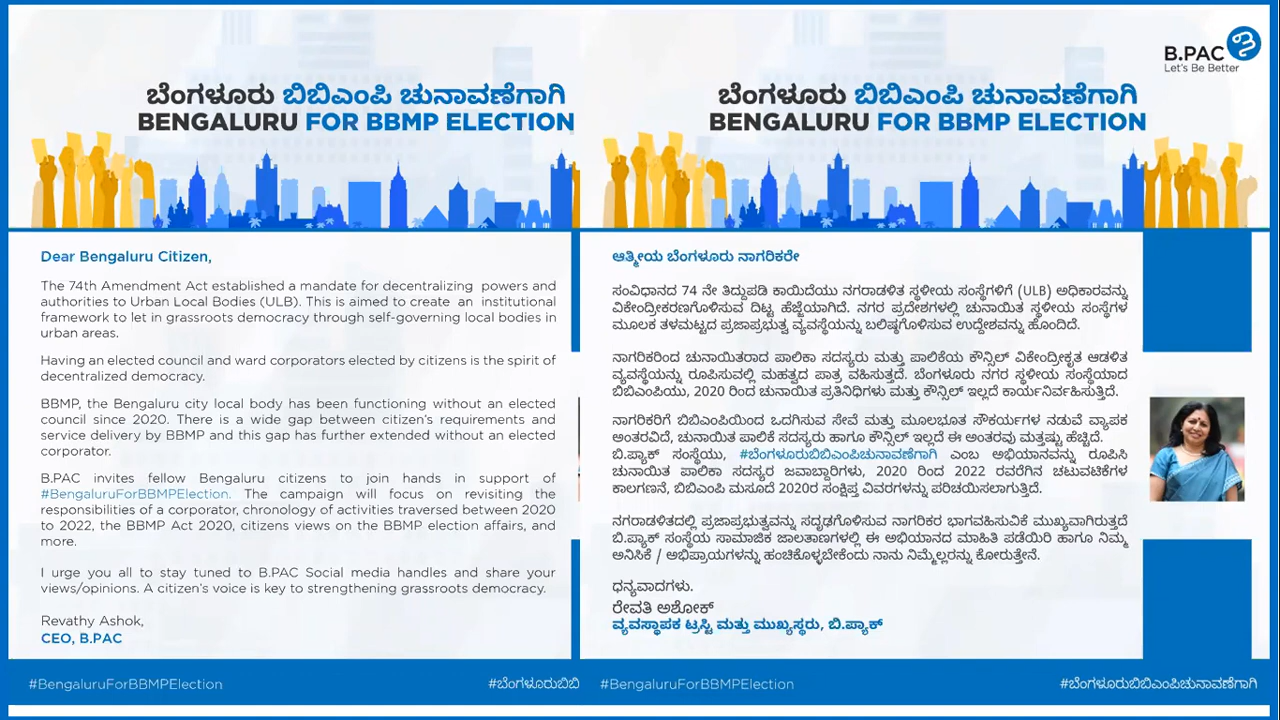 B.PAC
Let's Be Better
ಬೆಂಗಳೂರು ಬಿಬಿಎಂಪಿ ಚುನಾವಣೆಗಾಗಿ
BENGALURU FOR BBMP ELECTION
Dear Bengaluru Citizen,
The 74th Amendment Act established a mandate for decentralizing powers and
authorities to Urban Local Bodies (ULB). This is aimed to create an institutional
framework to let in grassroots democracy through self-governing local bodies in
urban areas.
Having an elected council and ward corporators elected by citizens is the spirit of
decentralized democracy.
BBMP, the Bengaluru city local body has been functioning without an elected
council since 2020. There is a wide gap between citizen's requirements and
service delivery by BBMP and this gap has further extended without an elected
corporator.
B.PAC invites fellow Bengaluru citizens to join hands in support of
#BengaluruForBBMPElection. The campaign will focus on revisiting the
responsibilities of a corporator, chronology of activities traversed between 2020
to 2022, the BBMP Act 2020, citizens views on the BBMP election affairs, and
more.
I urge you all to stay tuned to B.PAC Social media handles and share your
views/opinions. A citizen's voice is key to strengthening grassroots democracy.
Revathy Ashok,
CEO, B.PAC
#BengaluruForBBMPElection
#ಬೆಂಗಳೂರುಬಿಬಿ
ಬೆಂಗಳೂರು ಬಿಬಿಎಂಪಿ ಚುನಾವಣೆಗಾಗಿ
BENGALURU FOR BBMP ELECTION
ಆತ್ಮೀಯ ಬೆಂಗಳೂರು ನಾಗರಿಕರೇ
ಸಂವಿಧಾನದ 74 ನೇ ತಿದ್ದುಪಡಿ ಕಾಯಿದೆಯು ನಗರಾಡಳಿತ ಸ್ಥಳೀಯ ಸಂಸ್ಥೆಗಳಿಗೆ (ULB) ಅಧಿಕಾರವನ್ನು
ವಿಕೇಂದ್ರೀಕರಣಗೊಳಿಸುವ ದಿಟ್ಟ ಹೆಜ್ಜೆಯಾಗಿದೆ. ನಗರ ಪ್ರದೇಶಗಳಲ್ಲಿ ಚುನಾಯಿತ ಸ್ಥಳೀಯ ಸಂಸ್ಥೆಗಳ
ಮೂಲಕ ತಳಮಟ್ಟದ ಪ್ರಜಾಪ್ರಭುತ್ವ ವ್ಯವಸ್ಥೆಯನ್ನು ಬಲಿಷ್ಠಗೊಳಿಸುವ ಉದ್ದೇಶವನ್ನು ಹೊಂದಿದೆ.
ನಾಗರಿಕರಿಂದ ಚುನಾಯಿತರಾದ ಪಾಲಿಕಾ ಸದಸ್ಯರು ಮತ್ತು ಪಾಲಿಕೆಯ ಕೌನ್ಸಿಲ್ ವಿಕೇಂದ್ರೀಕೃತ ಆಡಳಿತ
ವ್ಯವಸ್ಥೆಯನ್ನು ರೂಪಿಸುವಲ್ಲಿ ಮಹತ್ವದ ಪಾತ್ರ ವಹಿಸುತ್ತದೆ. ಬೆಂಗಳೂರು ನಗರ ಸ್ಥಳೀಯ ಸಂಸ್ಥೆಯಾದ
ಬಿಬಿಎಂಪಿಯು, 2020 ರಿಂದ ಚುನಾಯಿತ ಪ್ರತಿನಿಧಿಗಳು ಮತ್ತು ಕೌನ್ಸಿಲ್ ಇಲ್ಲದೆ ಕಾರ್ಯನಿರ್ವಹಿಸುತ್ತಿದೆ.
ನಾಗರಿಕರಿಗೆ ಬಿಬಿಎಂಪಿಯಿಂದ ಒದಗಿಸುವ ಸೇವೆ ಮತ್ತು ಮೂಲಭೂತ ಸೌಕರ್ಯಗಳ ನಡುವೆ ವ್ಯಾಪಕ
ಅಂತರವಿದೆ, ಚುನಾಯಿತ ಪಾಲಿಕೆ ಸದಸ್ಯರು ಹಾಗೂ ಕೌನ್ಸಿಲ್ ಇಲ್ಲದೆ ಈ ಅಂತರವು ಮತ್ತಷ್ಟು ಹೆಚ್ಚಿದೆ.
ಬಿ.ಪ್ಯಾಕ್ ಸಂಸ್ಥೆಯು, #ಬೆಂಗಳೂರುಬಿಬಿಎಂಪಿಚುನಾವಣೆಗಾಗಿ ಎಂಬ ಅಭಿಯಾನವನ್ನು ರೂಪಿಸಿ
ಚುನಾಯಿತ ಪಾಲಿಕಾ ಸದಸ್ಯರ ಜವಾಬ್ದಾರಿಗಳು, 2020 ರಿಂದ 2022 ರವರೆಗಿನ ಚಟುವಟಿಕೆಗಳ
ಕಾಲಗಣನೆ, ಬಿಬಿಎಂಪಿ ಮಸೂದೆ 2020ರ ಸಂಕ್ಷಿಪ್ತ ವಿವರಗಳನ್ನು ಪರಿಚಯಿಸಲಾಗುತ್ತಿದೆ.
ನಗರಾಡಳಿತದಲ್ಲಿ ಪ್ರಜಾಪ್ರಭುತ್ವವನ್ನು ಸದೃಢಗೊಳಿಸುವ ನಾಗರಿಕರ ಭಾಗವಹಿಸುವಿಕೆ ಮುಖ್ಯವಾಗಿರುತ್ತದೆ
ಬಿ.ಪ್ಯಾಕ್ ಸಂಸ್ಥೆಯ ಸಾಮಾಜಿಕ ಜಾಲತಾಣಗಳಲ್ಲಿ ಈ ಅಭಿಯಾನದ ಮಾಹಿತಿ ಪಡೆಯಿರಿ ಹಾಗೂ ನಿಮ್ಮ
ಅನಿಸಿಕೆ / ಅಭಿಪ್ರಾಯಗಳನ್ನು ಹಂಚಿಕೊಳ್ಳಬೇಕೆಂದು ನಾನು ನಿಮ್ಮೆಲ್ಲರನ್ನು ಕೋರುತ್ತೇನೆ.
ಧನ್ಯವಾದಗಳು.
ರೇವತಿ ಅಶೋಕ್
ವ್ಯವಸ್ಥಾಪಕ ಟ್ರಸ್ಟಿ ಮತ್ತು ಮುಖ್ಯಸ್ಥರು, ಬಿ.ಪ್ಯಾಕ್
#BengaluruForBBMPElection
#ಬೆಂಗಳೂರುಬಿಬಿಎಂಪಿಚುನಾವಣೆಗಾಗಿ